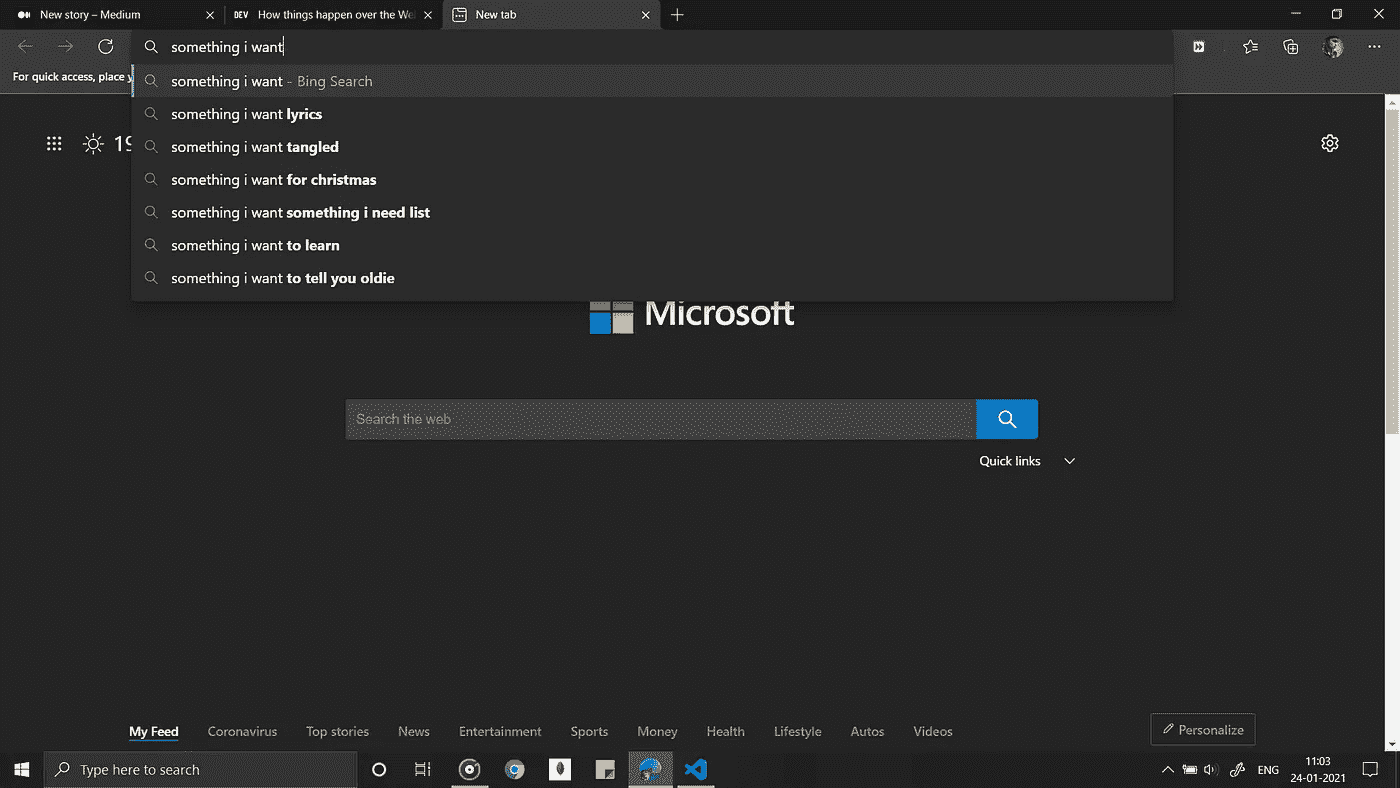 New story – Medium
DEV How things happen over the We
New tab
something i want
For quick access, place y
something i want - Bing Search
something i want lyrics
something i want tangled
something i want for christmas
something i want something i need list
something i want to learn
something i want to tell you oldie
19
Microsoft
Search the web
Quick links
My Feed Coronavirus Top stories News Entertainment Sports Money Health Lifestyle Autos Videos
Personalize
Type here to search
ENG
11:03
24-01-2021